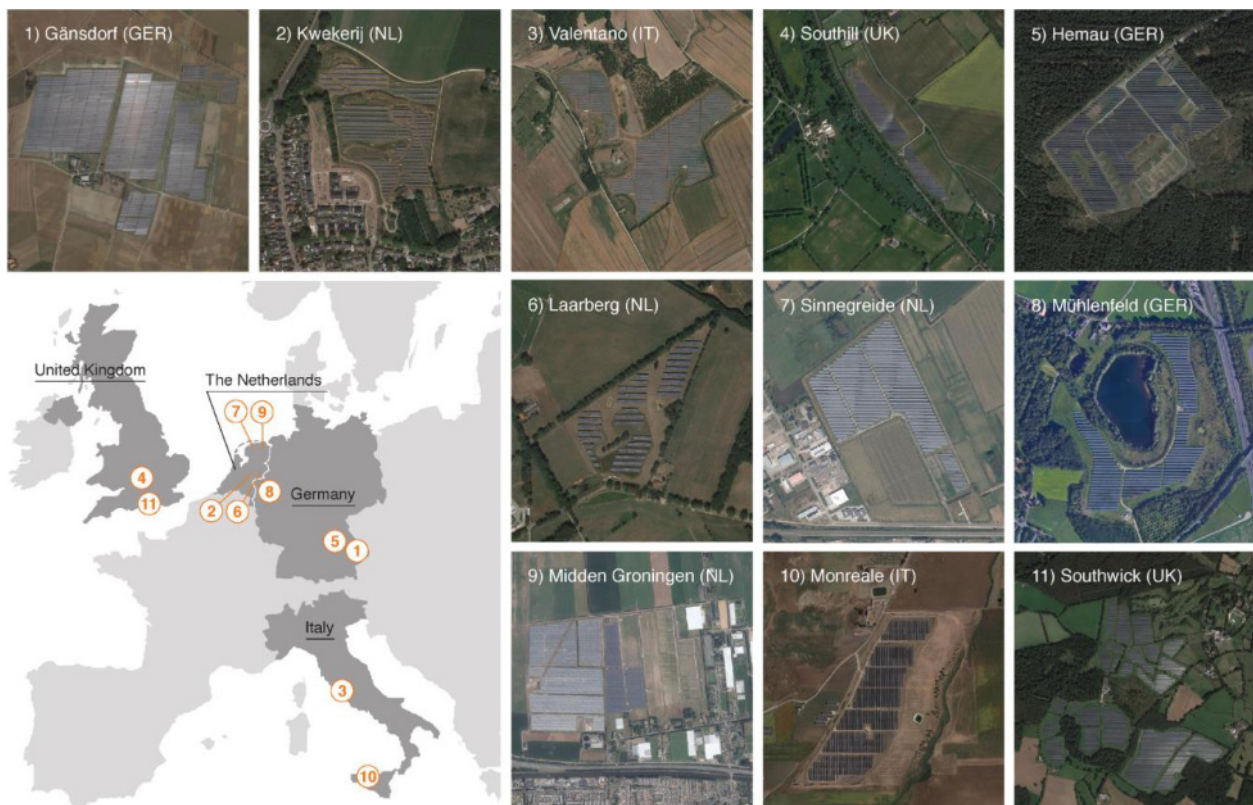 1) Gänsdorf (GER)
2) Kwekerij (NL)
3) Valentano (IT)
4) Southill (UK)
5) Hemau (GER)
6) Laarberg (NL)
7) Sinnegreide (NL)
8) Mühlenfeld (GER)
United Kingdom
The Netherlands
7
9
4
11
2
6
8
Germany
5
1
Italy
3
10
9) Midden Groningen (NL)
10) Monreale (IT)
11) Southwick (UK)